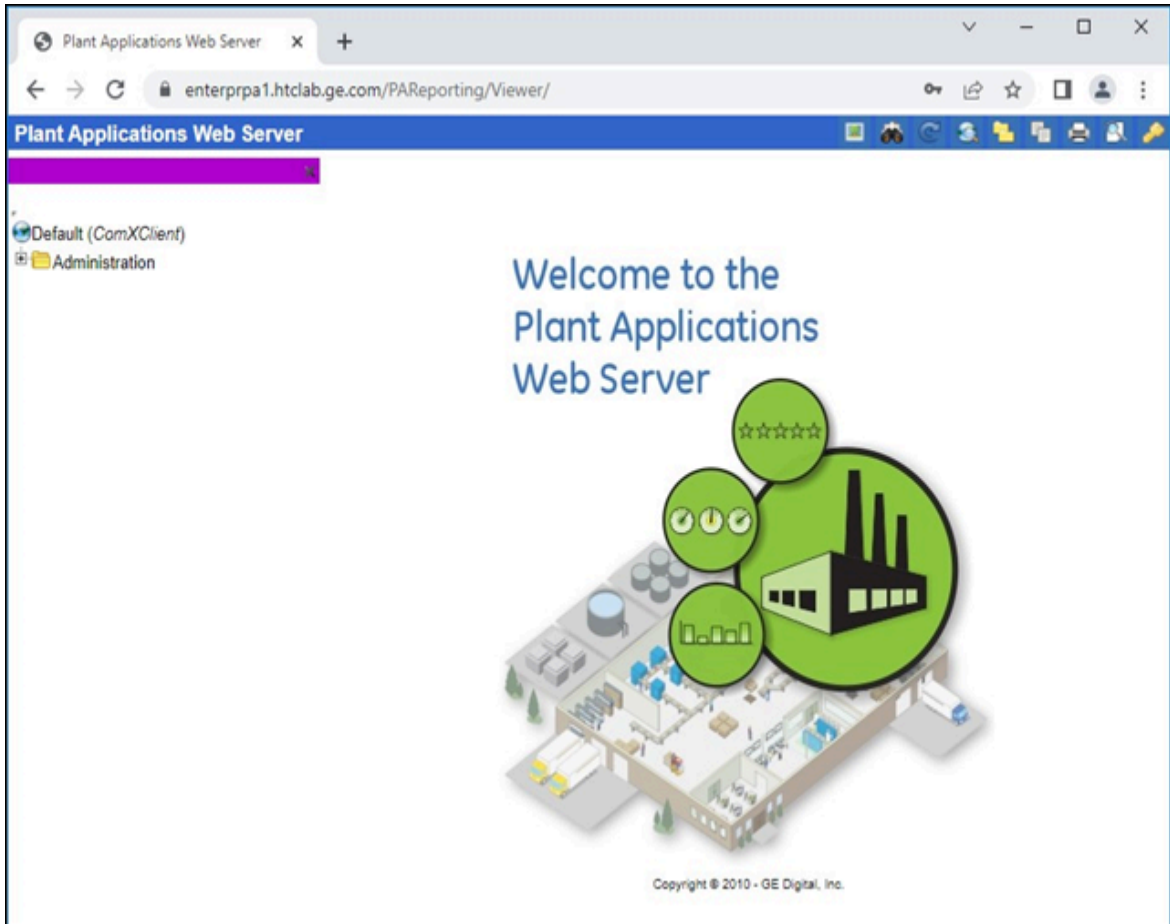 Plant Applications Web Server
enterprpa1.htclab.ge.com/PAReporting/Viewer/
Plant Applications Web Server
Default (ComXClient)
Administration
Welcome to the
Plant Applications
Web Server
Copyright © 2010 - GE Digital, Inc.